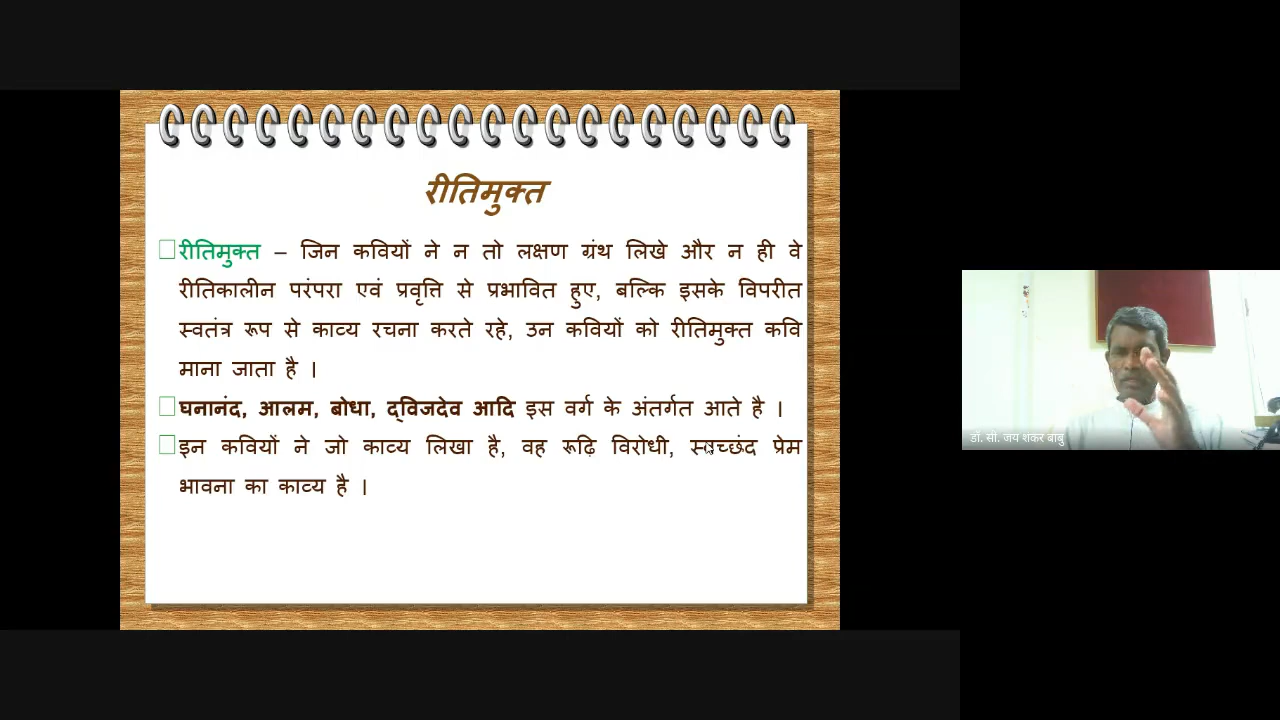 रीतिमुक्त
रीतिमुक्त – जिन कवियों ने न तो लक्षण ग्रंथ लिखे और न ही वे
रीतिकालीन परंपरा एवं प्रवृत्ति से प्रभावित हुए, बल्कि इसके विपरीत
स्वतंत्र रूप से काव्य रचना करते रहे, उन कवियों को रीतिमुक्त कवि
माना जाता है ।
घनानंद, आलम, बोधा, द्विजदेव आदि इस वर्ग के अंतर्गत आते है ।
इन कवियों ने जो काव्य लिखा है, वह रूढ़ि विरोधी, स्वच्छंद प्रेम
भावना का काव्य है ।
डॉ. सी. जय शंकर बाबु